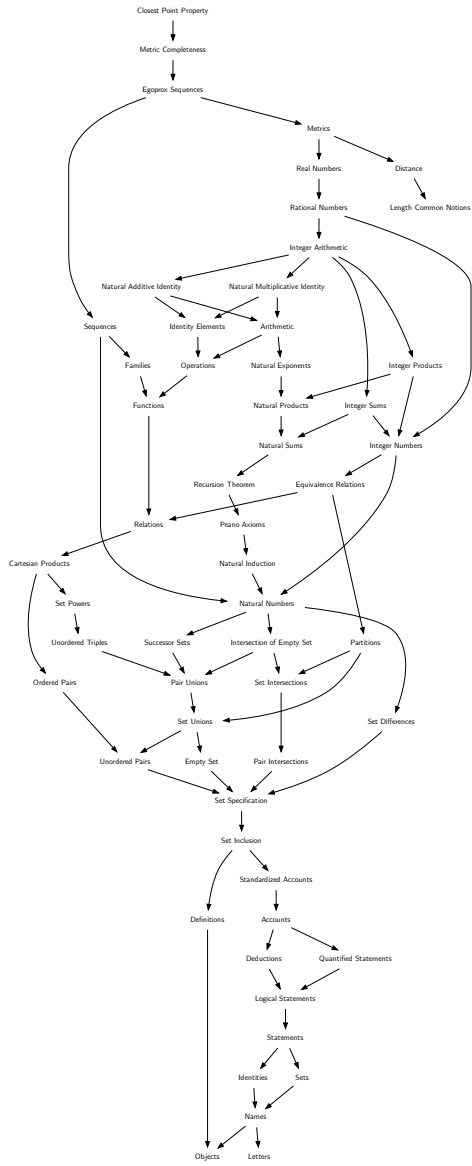 Closest Point Property
Metric Completeness
Egoprox Sequences
Metrics
Real Numbers
Distance
Rational Numbers
Length Common Notions
Integer Arithmetic
Natural Additive Identity
Natural Multiplicative Identity
Sequences
Identity Elements
Arithmetic
Families
Operations
Natural Exponents
Integer Products
Functions
Natural Products
Integer Sums
Natural Sums
Integer Numbers
Recursion Theorem
Equivalence Relations
Relations
Peano Axioms
Cartesian Products
Natural Induction
Set Powers
Natural Numbers
Unordered Triples
Successor Sets
Intersection of Empty Set
Partitions
Ordered Pairs
Pair Unions
Set Intersections
Set Unions
Set Differences
Unordered Pairs
Empty Set
Pair Intersections
Set Specification
Set Inclusion
Standardized Accounts
Definitions
Accounts
Deductions
Quantified Statements
Logical Statements
Statements
Identities
Sets
Names
Objects
Letters